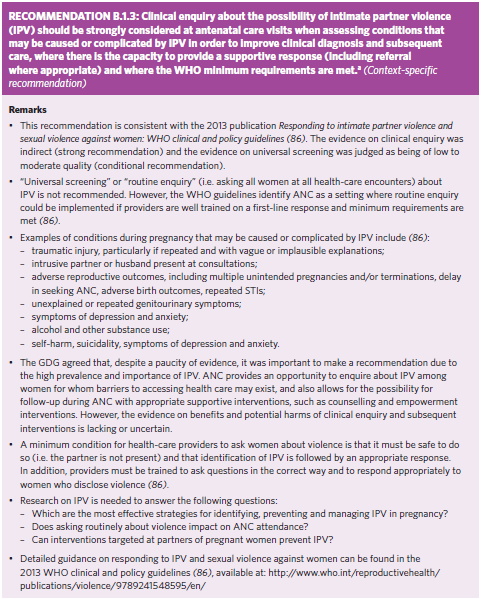 RECOMMENDATION B.1.3: Clinical enquiry about the possibility of intimate partner violence
(IPV) should be strongly considered at antenatal care visits when assessing conditions that
may be caused or complicated by IPV in order to improve clinical diagnosis and subsequent
care, where there is the capacity to provide a supportive response (including referral
where appropriate) and where the WHO minimum requirements are met.ª (Context-specific
recommendation)
Remarks
• This recommendation is consistent with the 2013 publication Responding to intimate partner violence and
sexual violence against women: WHO clinical and policy guidelines (86). The evidence on clinical enquiry was
indirect (strong recommendation) and the evidence on universal screening was judged as being of low to
moderate quality (conditional recommendation).
• "Universal screening" or "routine enquiry" (i.e. asking all women at all health-care encounters) about
IPV is not recommended. However, the WHO guidelines identify ANC as a setting where routine enquiry
could be implemented if providers are well trained on a first-line response and minimum requirements are
met (86).
• Examples of conditions during pregnancy that may be caused or complicated by IPV include (86):
– traumatic injury, particularly if repeated and with vague or implausible explanations;
– intrusive partner or husband present at consultations;
– adverse reproductive outcomes, including multiple unintended pregnancies and/or terminations, delay
in seeking ANC, adverse birth outcomes, repeated STIs;
– unexplained or repeated genitourinary symptoms;
– symptoms of depression and anxiety;
– alcohol and other substance use;
– self-harm, suicidality, symptoms of depression and anxiety.
• The GDG agreed that, despite a paucity of evidence, it was important to make a recommendation due to
the high prevalence and importance of IPV. ANC provides an opportunity to enquire about IPV among
women for whom barriers to accessing health care may exist, and also allows for the possibility for
follow-up during ANC with appropriate supportive interventions, such as counselling and empowerment
interventions. However, the evidence on benefits and potential harms of clinical enquiry and subsequent
interventions is lacking or uncertain.
• A minimum condition for health-care providers to ask women about violence is that it must be safe to do
so (i.e. the partner is not present) and that identification of IPV is followed by an appropriate response.
In addition, providers must be trained to ask questions in the correct way and to respond appropriately to
women who disclose violence (86).
• Research on IPV is needed to answer the following questions:
– Which are the most effective strategies for identifying, preventing and managing IPV in pregnancy?
– Does asking routinely about violence impact on ANC attendance?
– Can interventions targeted at partners of pregnant women prevent IPV?
• Detailed guidance on responding to IPV and sexual violence against women can be found in the
2013 WHO clinical and policy guidelines (86), available at: http://www.who.int/reproductivehealth/
publications/violence/9789241548595/en/